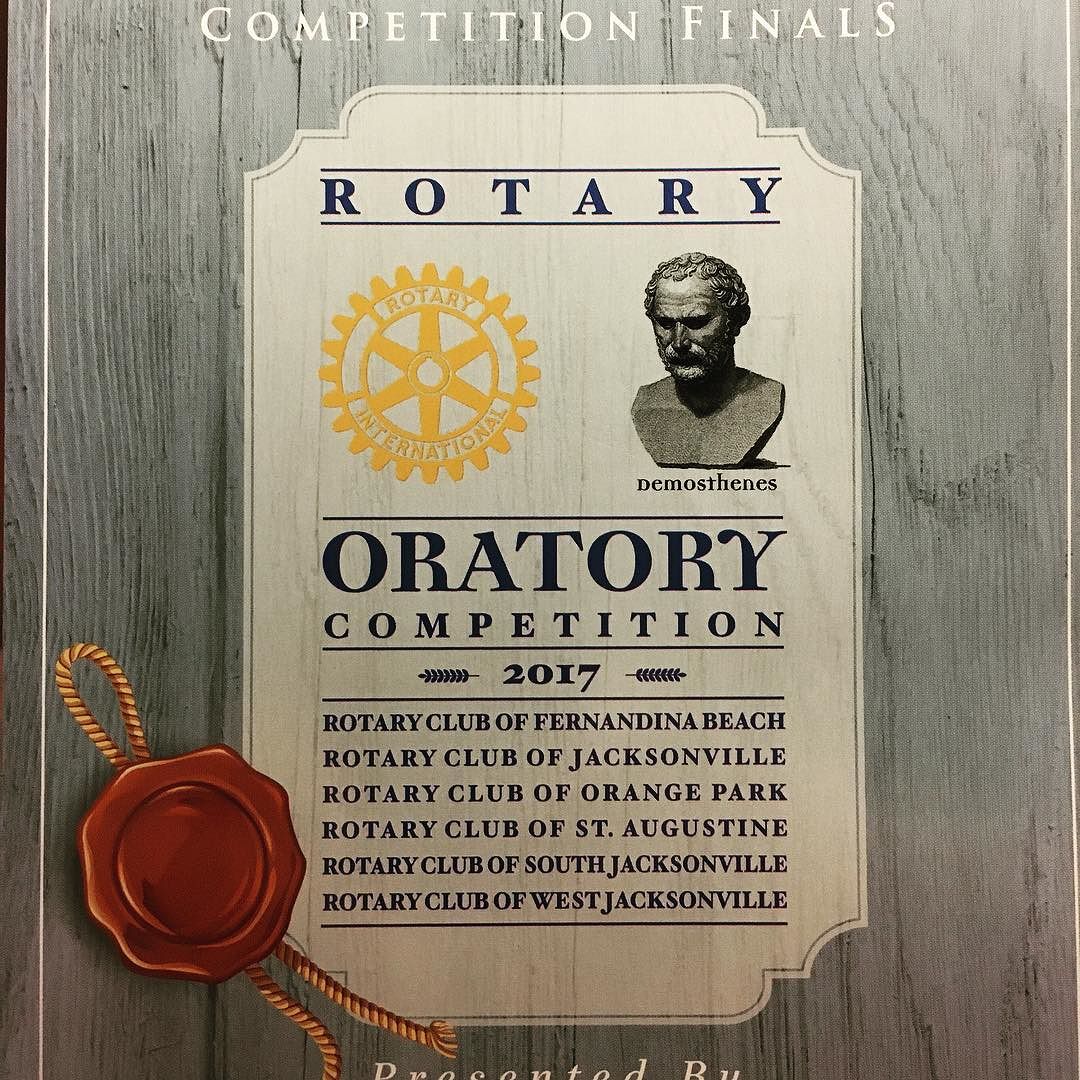 COMPETITION FINALS
ROTARY
ROTARY
INTERNATIONAL
DEMOSTHENES
ORATORY
COMPETITION
2017
ROTARY CLUB OF FERNANDINA BEACH
ROTARY CLUB OF JACKSONVILLE
ROTARY CLUB OF ORANGE PARK
ROTARY CLUB OF ST. AUGUSTINE
ROTARY CLUB OF SOUTH JACKSONVILLE
ROTARY CLUB OF WEST JACKSONVILLE
Presented By